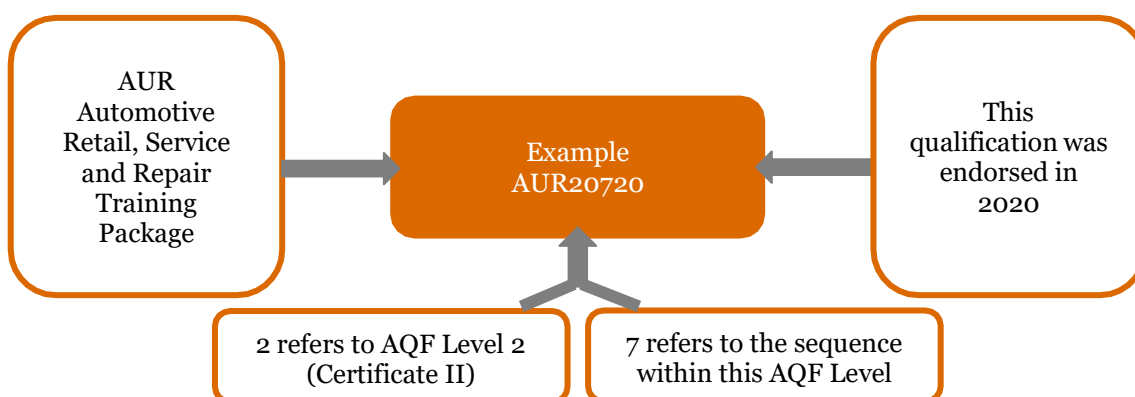 AUR
Automotive
Retail, Service
and Repair
Training
Package
Example
AUR20720
This
qualification was
endorsed in
2020
2 refers to AQF Level 2
(Certificate II)
7 refers to the sequence
within this AQF Level